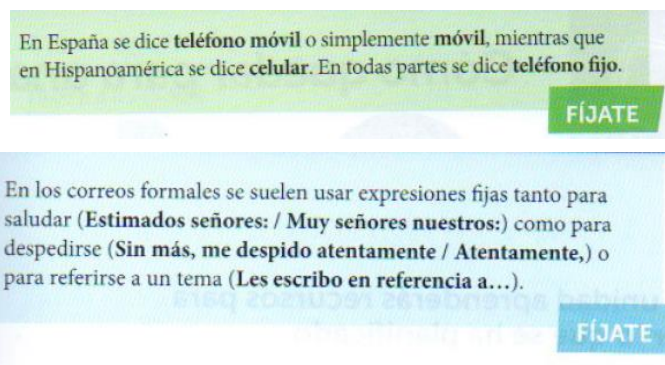 En España se dice teléfono móvil o simplemente móvil, mientras que
en Hispanoamérica se dice celular. En todas partes se dice teléfono fijo.
FÍJATE
En los correos formales se suelen usar expresiones fijas tanto para
saludar (Estimados señores: / Muy señores nuestros:) como para
despedirse (Sin más, me despido atentamente / Atentamente,) o
para referirse a un tema (Les escribo en referencia a…).
FÍJATE